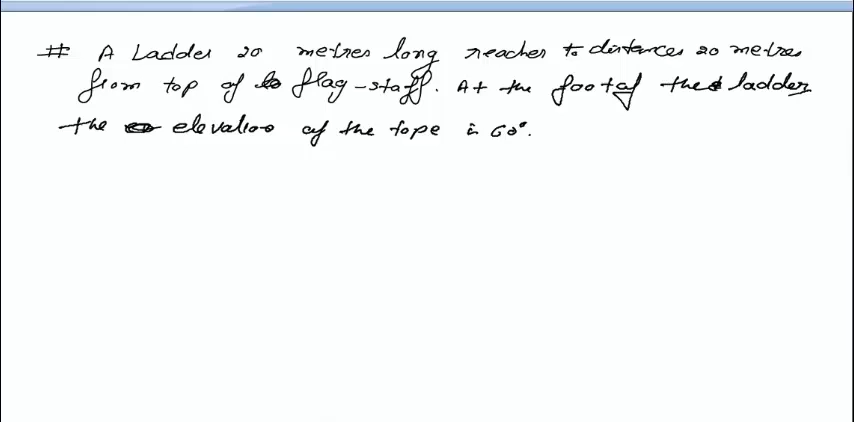 # A Ladder 20 metres long reaches to distances 20 metres
from top of flag-staff. At the foot of the ladder
the elevation of the tope is 60°.